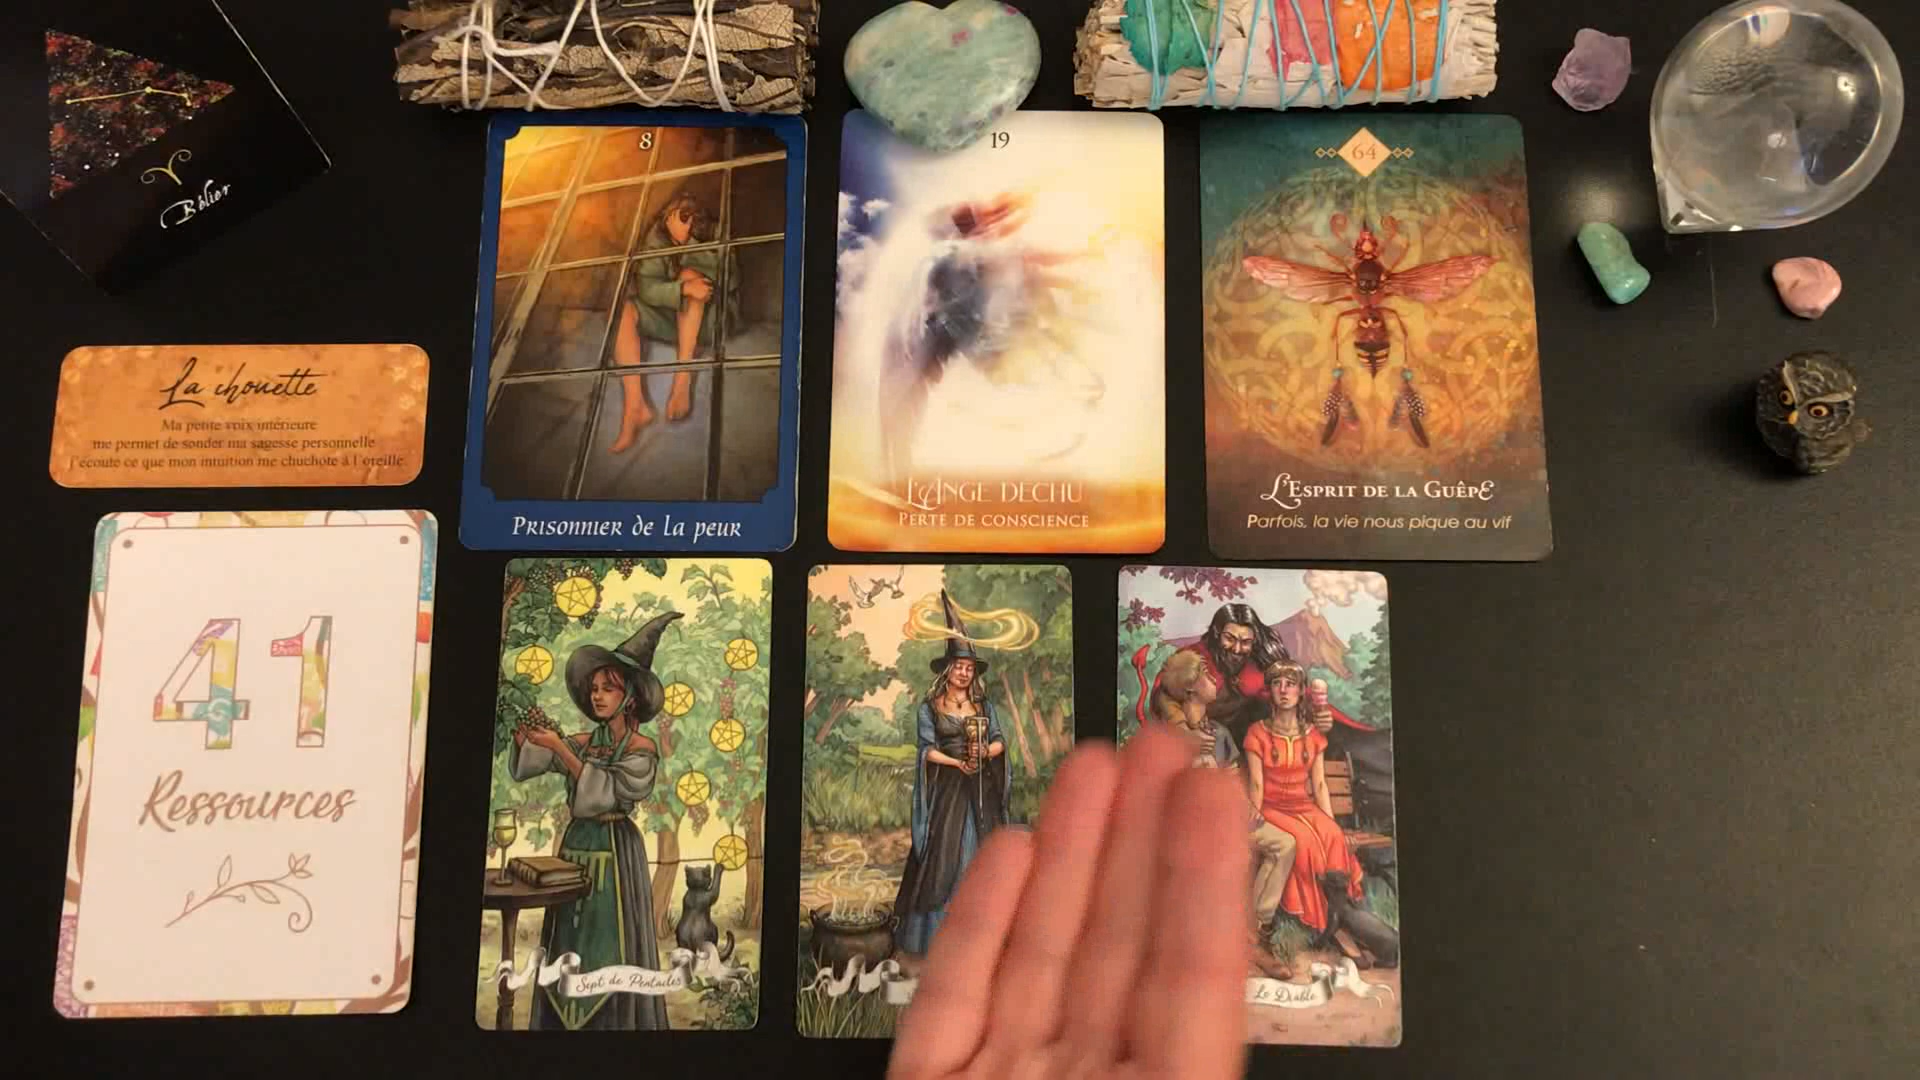 Bélier
8
19
64
La chouette
Ma petite voix intérieure
me permet de sonder ma sagesse personnelle
j'écoute ce que mon intuition me chuchote à l'oreille.
Prisonnier de la peur
L'Ange Déchu
Perte de conscience
L'Esprit de la Guêpe
Parfois, la vie nous pique au vif
41
Ressources
Sept de Pentacles
Le Diable